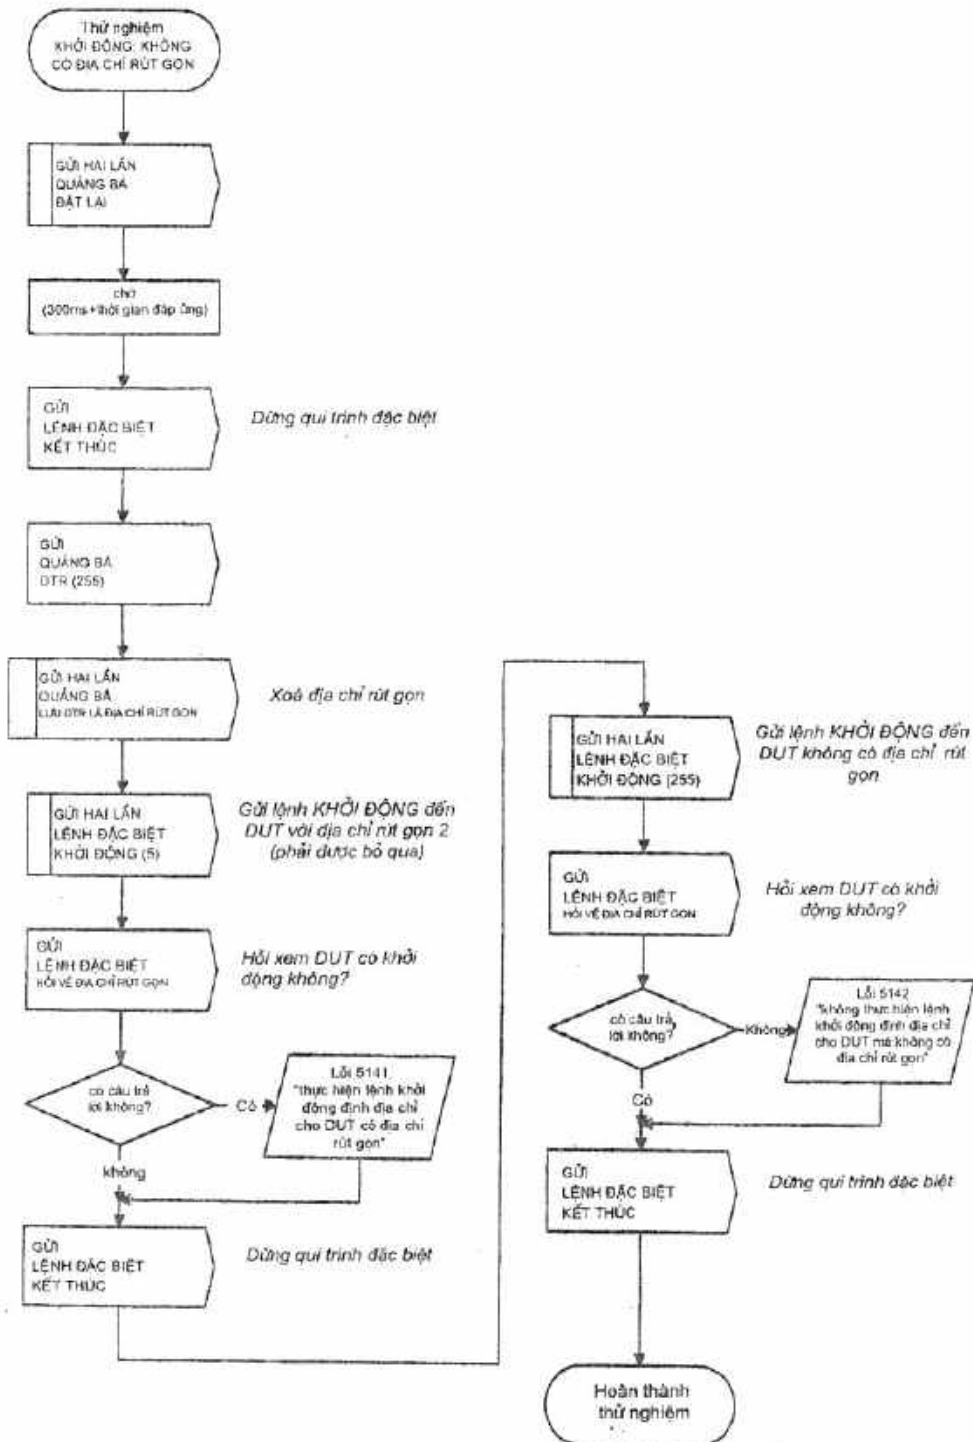 Thử nghiệm
KHỞI ĐỘNG: KHÔNG
CÓ ĐỊA CHỈ RÚT GỌN
GỬI HAI LẦN
QUẢNG BÁ
ĐẶT LẠI
chờ
(300ms+thời gian đáp ứng)
GỬI
LỆNH ĐẶC BIỆT
KẾT THÚC
Dừng qui trình đặc biệt
GỬI
QUẢNG BÁ
DTR (255)
GỬI HAI LẦN
QUẢNG BÁ
LƯU DTR LÀ ĐỊA CHỈ RÚT GỌN
Xoá địa chỉ rút gọn
GỬI HAI LẦN
LỆNH ĐẶC BIỆT
KHỞI ĐỘNG (5)
Gửi lệnh KHỞI ĐỘNG đến
DUT với địa chỉ rút gọn 2
(phải được bỏ qua)
GỬI
LỆNH ĐẶC BIỆT
HỎI VỀ ĐỊA CHỈ RÚT GỌN
Hỏi xem DUT có khởi
động không?
có câu trả
lời không?
Có
Lỗi 5141
"thực hiện lệnh khởi
động định địa chỉ
cho DUT có địa chỉ
rút gọn"
không
GỬI
LỆNH ĐẶC BIỆT
KẾT THÚC
Dừng qui trình đặc biệt
GỬI HAI LẦN
LỆNH ĐẶC BIỆT
KHỞI ĐỘNG (255)
Gửi lệnh KHỞI ĐỘNG đến
DUT không có địa chỉ rút
gọn
GỬI
LỆNH ĐẶC BIỆT
HỎI VỀ ĐỊA CHỈ RÚT GỌN
Hỏi xem DUT có khởi
động không?
có câu trả
lời không?
Không
Lỗi 5142
"không thực hiện lệnh
khởi động định địa chỉ
cho DUT mà không có
địa chỉ rút gọn"
Có
GỬI
LỆNH ĐẶC BIỆT
KẾT THÚC
Dừng qui trình đặc biệt
Hoàn thành
thử nghiệm